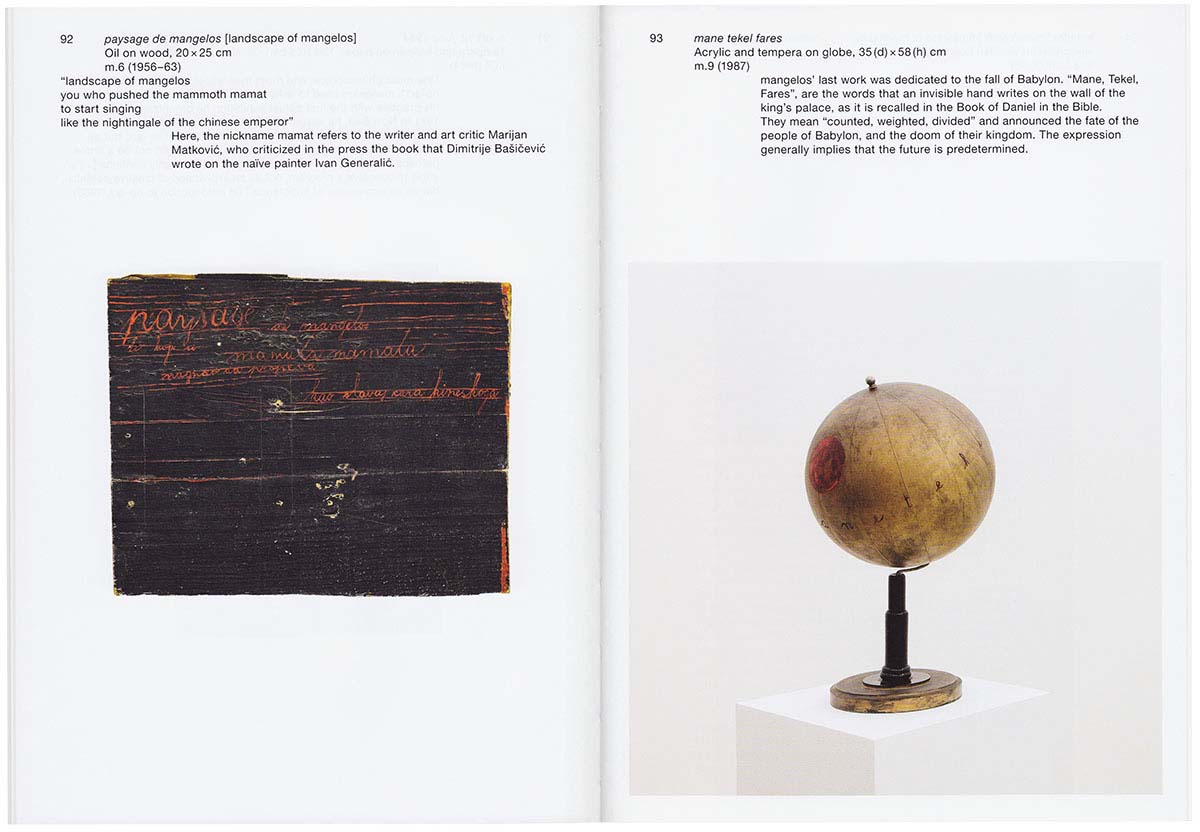 92 paysage de mangelos [landscape of mangelos]
Oil on wood, 20 × 25 cm
m.6 (1956–63)
“landscape of mangelos
you who pushed the mammoth mamat
to start singing
like the nightingale of the chinese emperor”
Here, the nickname mamat refers to the writer and art critic Marijan
Matković, who criticized in the press the book that Dimitrije Bašičević
wrote on the naïve painter Ivan Generalić.
paysage de mangelos
mamuta mamata
kao slavuj cara kineskoga
93 mane tekel fares
Acrylic and tempera on globe, 35 (d) × 58 (h) cm
m.9 (1987)
mangelos’ last work was dedicated to the fall of Babylon. “Mane, Tekel,
Fares”, are the words that an invisible hand writes on the wall of the
king’s palace, as it is recalled in the Book of Daniel in the Bible.
They mean “counted, weighted, divided” and announced the fate of the
people of Babylon, and the doom of their kingdom. The expression
generally implies that the future is predetermined.